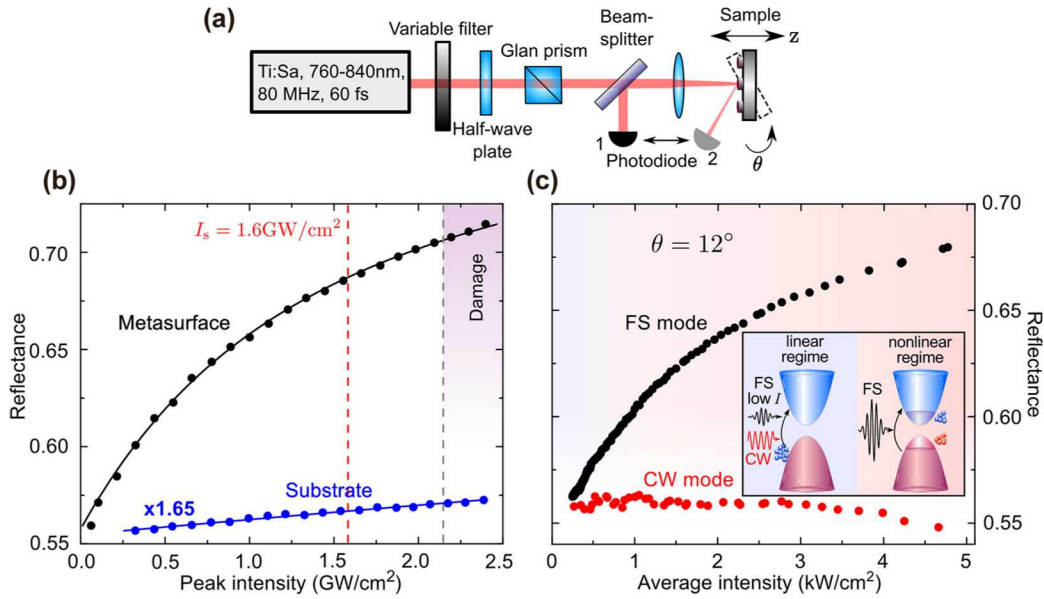 (a)
Variable filter
Glan prism
Beam-
splitter
Sample
z
Ti:Sa, 760-840nm,
80 MHz, 60 fs
Half-wave
plate
1
Photodiode
2
θ
(b)
I_s = 1.6GW/cm²
Damage
Metasurface
Substrate
x1.65
Reflectance
0.70
0.65
0.60
0.55
0.0
0.5
1.0
1.5
2.0
2.5
Peak intensity (GW/cm²)
(c)
θ = 12°
FS mode
CW mode
linear
regime
nonlinear
regime
FS
low I
CW
FS
Reflectance
0.70
0.65
0.60
0.55
0
1
2
3
4
5
Average intensity (kW/cm²)